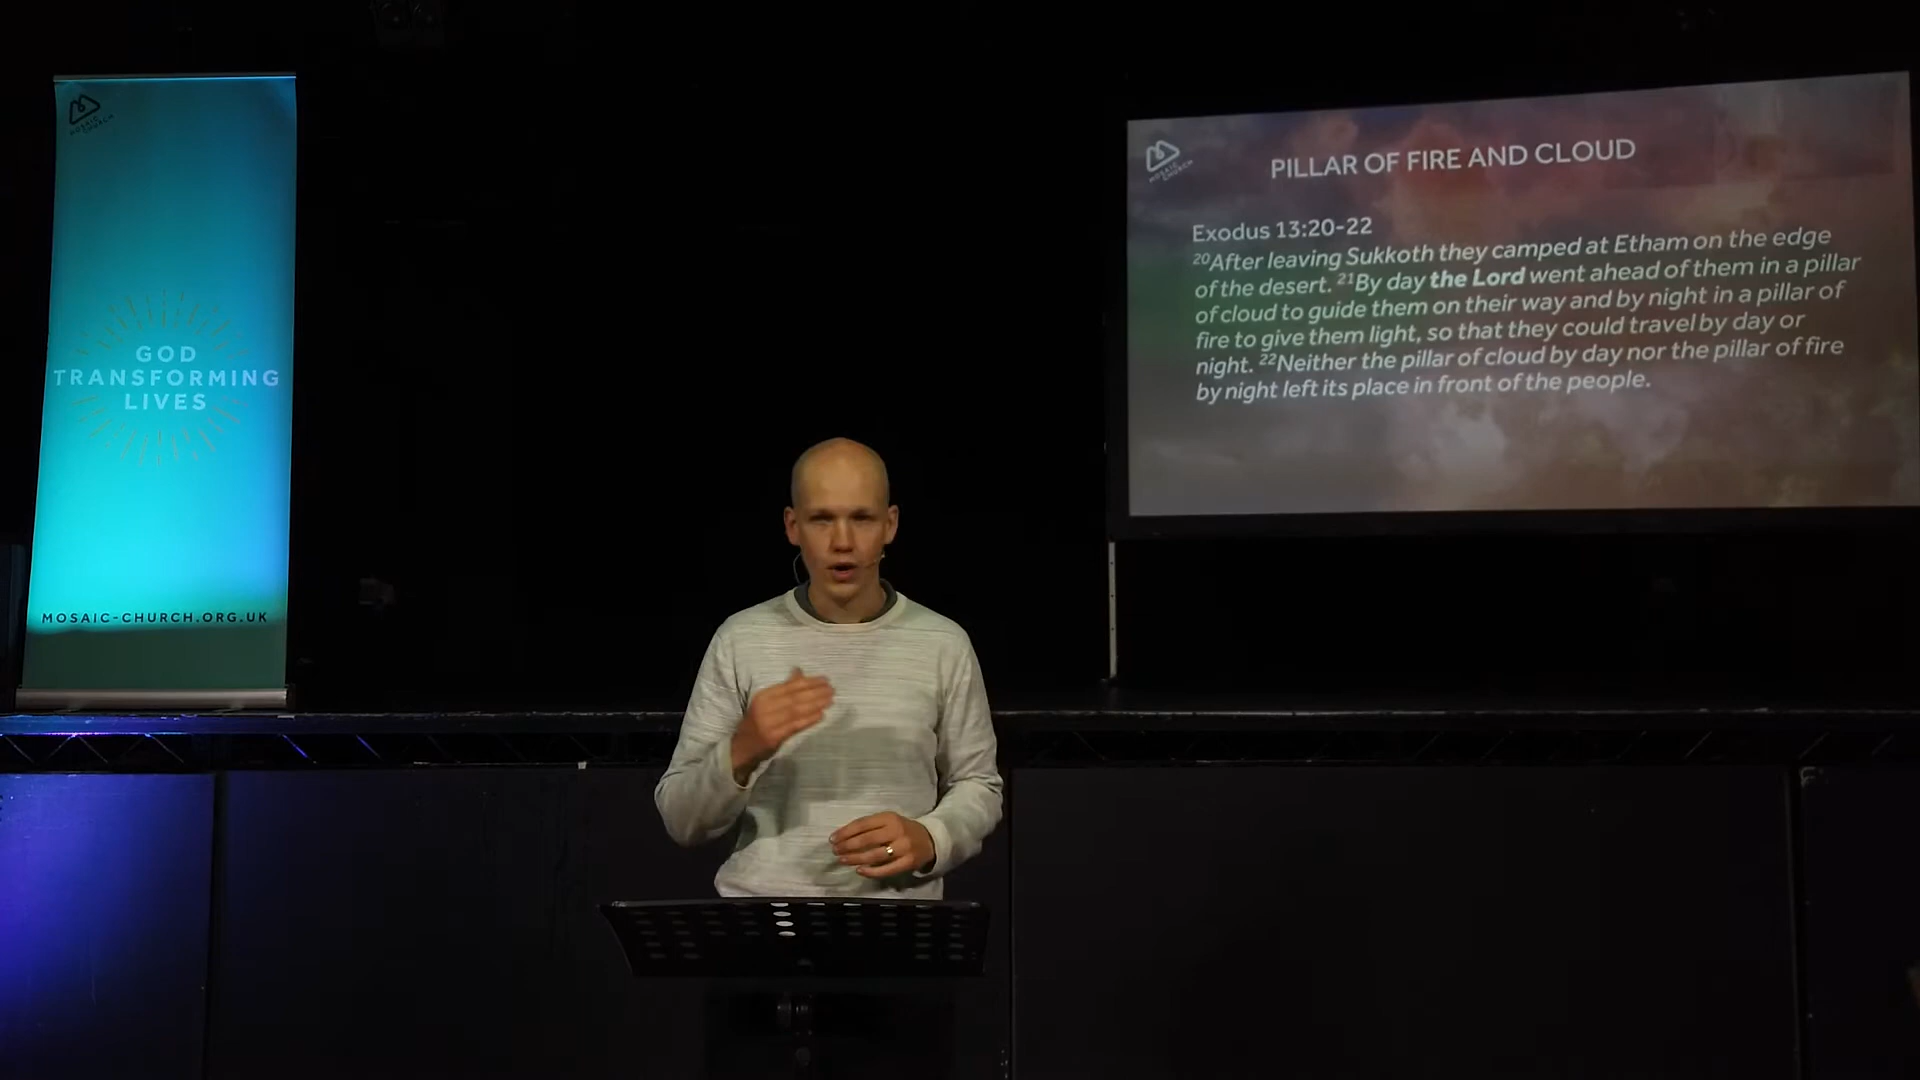 MOSAIC
CHURCH
GOD
TRANSFORMING
LIVES
MOSAIC-CHURCH.ORG.UK
MOSAIC
CHURCH
PILLAR OF FIRE AND CLOUD
Exodus 13:20-22
²⁰After leaving Sukkoth they camped at Etham on the edge
of the desert. ²¹By day the Lord went ahead of them in a pillar
of cloud to guide them on their way and by night in a pillar of
fire to give them light, so that they could travel by day or
night. ²²Neither the pillar of cloud by day nor the pillar of fire
by night left its place in front of the people.